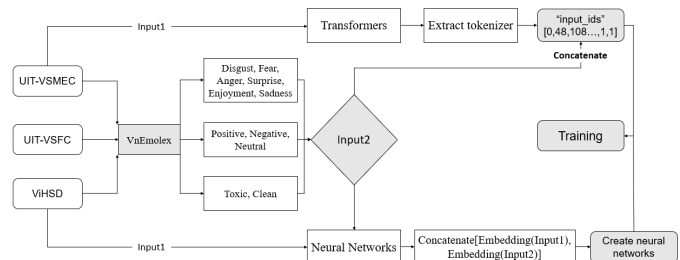 Input1
Transformers
Extract tokenizer
"input_ids"
[0,48,108...,1,1]
Concatenate
UIT-VSMEC
Disgust, Fear,
Anger, Surprise,
Enjoyment, Sadness
UIT-VSFC
VnEmolex
Positive, Negative,
Neutral
Input2
Training
ViHSD
Toxic, Clean
Input1
Neural Networks
Concatenate[Embedding(Input1),
Embedding(Input2)]
Create neural
networks